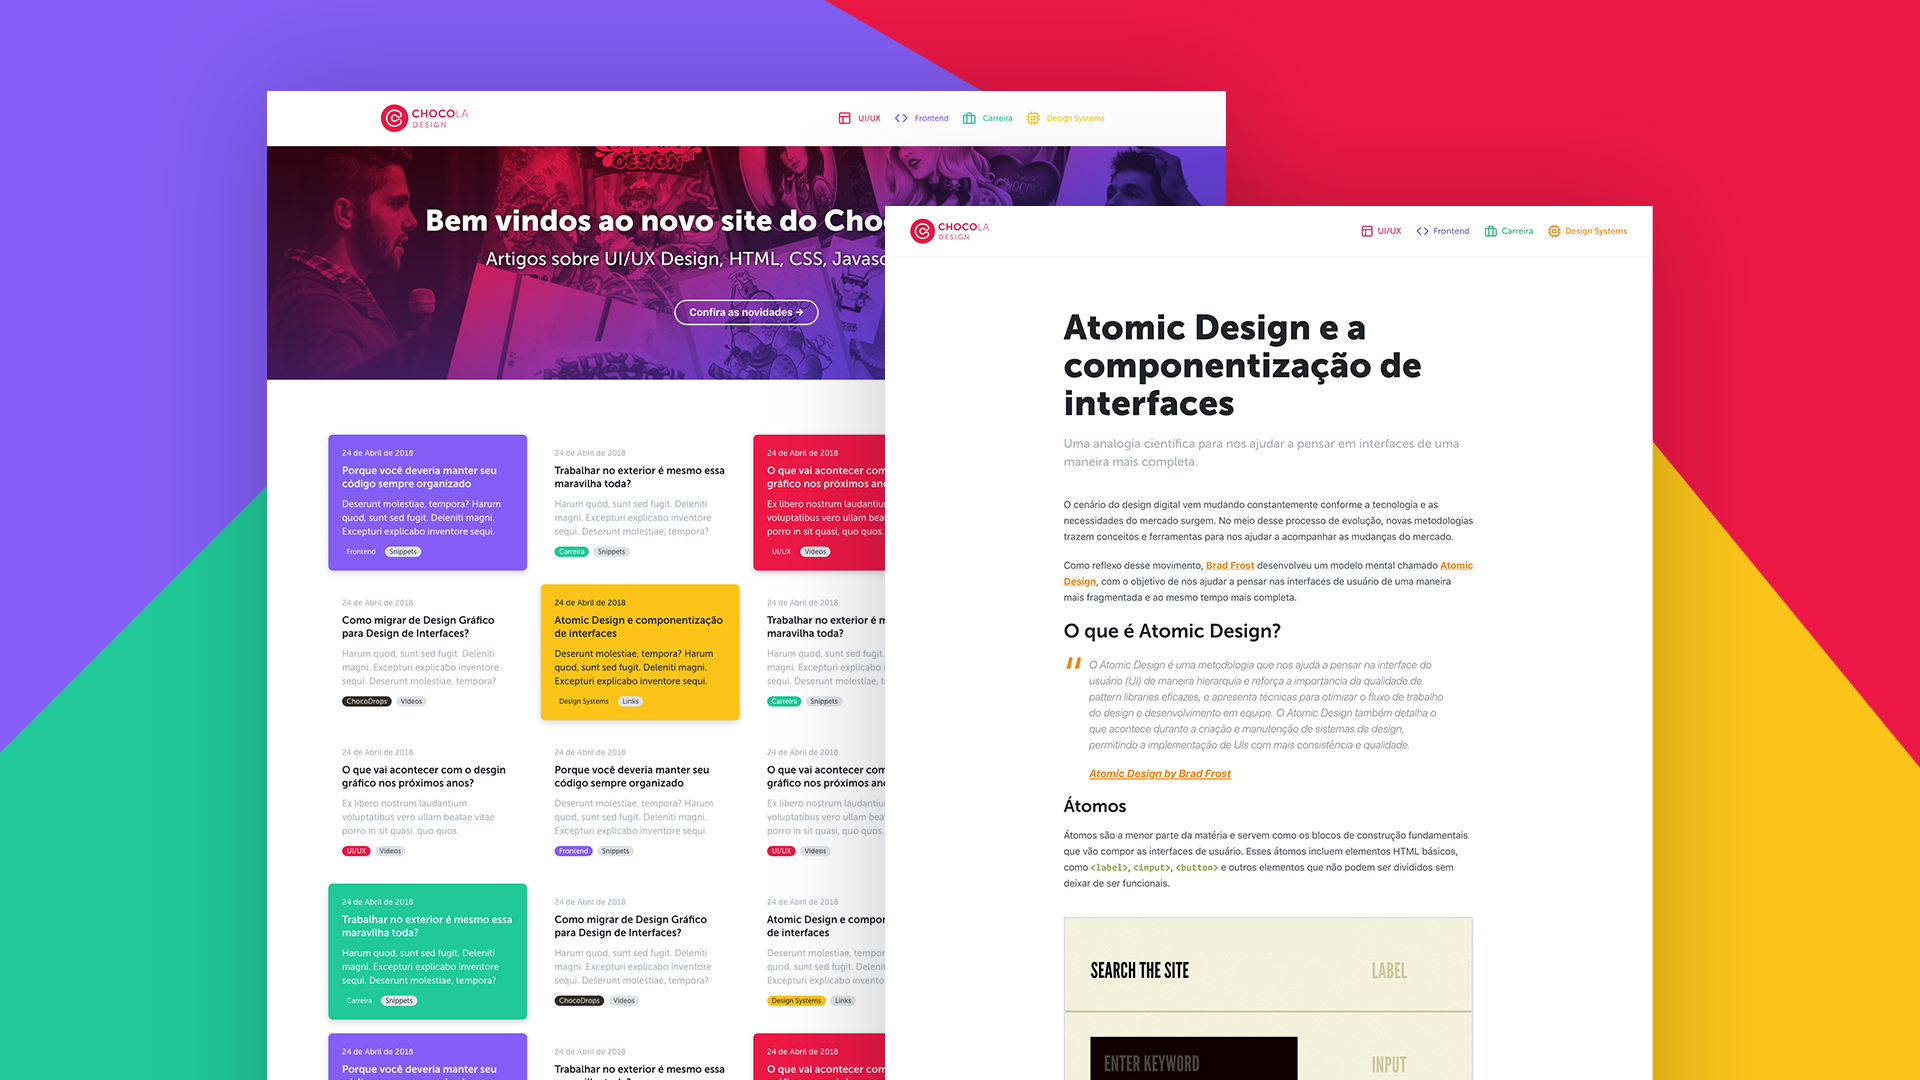 CHOCOLA
DESIGN
UI/UX
Frontend
Carreira
Design Systems
DESIGN
CHOCOLA
Bem vindos ao novo site do Choc
Artigos sobre UI/UX Design, HTML, CSS, Javasc
Confira as novidades →
24 de Abril de 2018
Porque você deveria manter seu
código sempre organizado
Deserunt molestiae, tempora? Harum
quod, sunt sed fugit. Deleniti magni.
Excepturi explicabo inventore sequi.
Frontend
Snippets
24 de Abril de 2018
Trabalhar no exterior é mesmo essa
maravilha toda?
Harum quod, sunt sed fugit. Deleniti
magni. Excepturi explicabo inventore
sequi. Deserunt molestiae, tempora?
Carreira
Snippets
24 de Abril de 2018
O que vai acontecer com
gráfico nos próximos anos
Ex libero nostrum laudantium
voluptatibus vero ullam beat
porro in sit quasi, quo quos.
UI/UX
Videos
24 de Abril de 2018
Como migrar de Design Gráfico
para Design de Interfaces?
Harum quod, sunt sed fugit. Deleniti
magni. Excepturi explicabo inventore
sequi. Deserunt molestiae, tempora?
ChocoDrops
Videos
24 de Abril de 2018
Atomic Design e componentização
de interfaces
Deserunt molestiae, tempora? Harum
quod, sunt sed fugit. Deleniti magni.
Excepturi explicabo inventore sequi.
Design Systems
Links
24 de Abril de 2018
Trabalhar no exterior é m
maravilha toda?
Harum quod, sunt sed fugit.
magni. Excepturi explicabo i
sequi. Deserunt molestiae, t
Carreira
Snippets
24 de Abril de 2018
O que vai acontecer com o desgin
gráfico nos próximos anos?
Ex libero nostrum laudantium
voluptatibus vero ullam beatae vitae
porro in sit quasi, quo quos.
UI/UX
Videos
24 de Abril de 2018
Porque você deveria manter seu
código sempre organizado
Deserunt molestiae, tempora? Harum
quod, sunt sed fugit. Deleniti magni.
Excepturi explicabo inventore sequi.
Frontend
Snippets
24 de Abril de 2018
O que vai acontecer com
gráfico nos próximos anos
Ex libero nostrum laudantium
voluptatibus vero ullam beat
porro in sit quasi, quo quos.
UI/UX
Videos
24 de Abril de 2018
Trabalhar no exterior é mesmo essa
maravilha toda?
Harum quod, sunt sed fugit. Deleniti
magni. Excepturi explicabo inventore
sequi. Deserunt molestiae, tempora?
Carreira
Snippets
24 de Abril de 2018
Como migrar de Design Gráfico
para Design de Interfaces?
Harum quod, sunt sed fugit. Deleniti
magni. Excepturi explicabo inventore
sequi. Deserunt molestiae, tempora?
ChocoDrops
Videos
24 de Abril de 2018
Atomic Design e compor
de interfaces
Deserunt molestiae, tempor
quod, sunt sed fugit. Delenit
Excepturi explicabo invento
Design Systems
Links
24 de Abril de 2018
Porque você deveria manter seu
24 de Abril de 2018
Trabalhar no exterior é mesmo essa
24 de Abril de 2018
O que vai acontecer com
CHOCOLA
DESIGN
UI/UX
Frontend
Carreira
Design Systems
Atomic Design e a
componentização de
interfaces
Uma analogia científica para nos ajudar a pensar em interfaces de uma
maneira mais completa.
O cenário do design digital vem mudando constantemente conforme a tecnologia e as
necessidades do mercado surgem. No meio desse processo de evolução, novas metodologias
trazem conceitos e ferramentas para nos ajudar a acompanhar as mudanças do mercado.
Como reflexo desse movimento, Brad Frost desenvolveu um modelo mental chamado Atomic
Design, com o objetivo de nos ajudar a pensar nas interfaces de usuário de uma maneira
mais fragmentada e ao mesmo tempo mais completa.
O que é Atomic Design?
" O Atomic Design é uma metodologia que nos ajuda a pensar na interface do
usuário (UI) de maneira hierarquia e reforça a importancia da qualidade de
pattern libraries eficazes, e apresenta técnicas para otimizar o fluxo de trabalho
do design e desenvolvimento em equipe. O Atomic Design também detalha o
que acontece durante a criação e manutenção de sistemas de design,
permitindo a implementação de UIs com mais consistência e qualidade.
Atomic Design by Brad Frost
Átomos
Átomos são a menor parte da matéria e servem como os blocos de construção fundamentais
que vão compor as interfaces de usuário. Esses átomos incluem elementos HTML básicos,
como <label>, <input>, <button> e outros elementos que não podem ser divididos sem
deixar de ser funcionais.
SEARCH THE SITE
LABEL
ENTER KEYWORD
INPUT